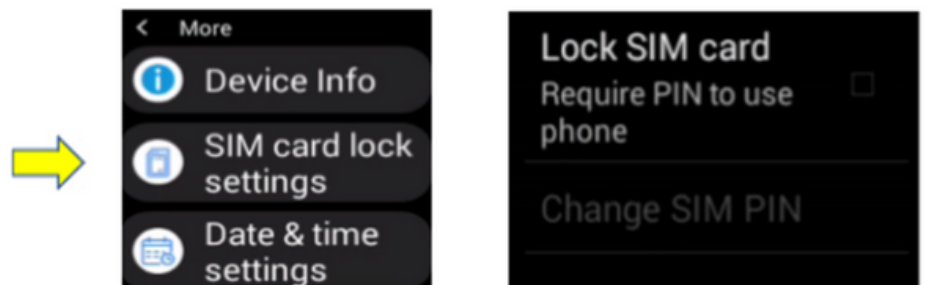 < More
Device Info
SIM card lock
settings
Date & time
settings
Lock SIM card
Require PIN to use
phone
Change SIM PIN